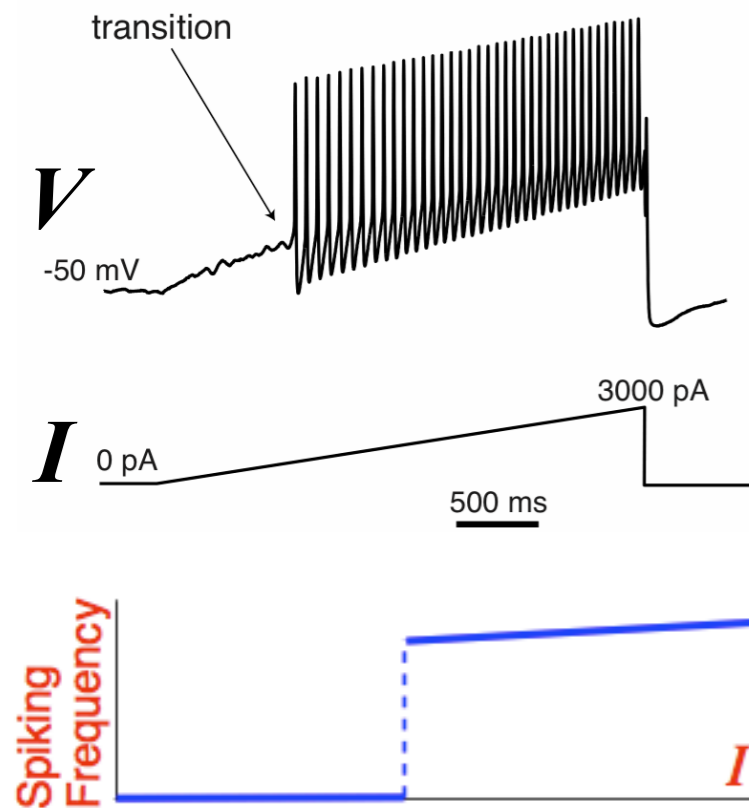 transition
V
-50 mV
3000 pA
I
0 pA
500 ms
Spiking
Frequency
I